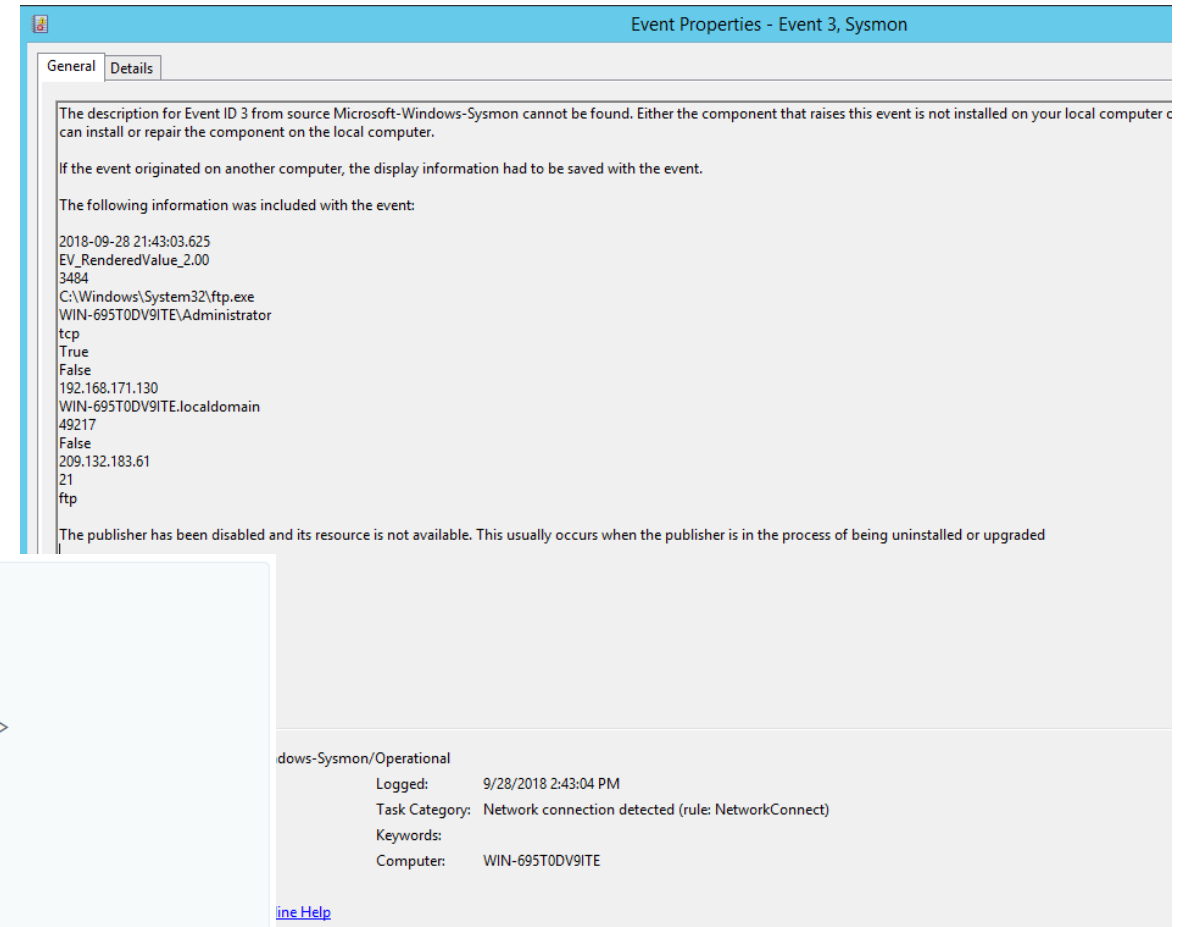 Event Properties - Event 3, Sysmon
General Details
The description for Event ID 3 from source Microsoft-Windows-Sysmon cannot be found. Either the component that raises this event is not installed on your local computer
can install or repair the component on the local computer.
If the event originated on another computer, the display information had to be saved with the event.
The following information was included with the event:
2018-09-28 21:43:03.625
EV_RenderedValue_2.00
3484
C:\Windows\System32\ftp.exe
WIN-695T0DV9ITE\Administrator
tcp
True
False
192.168.171.130
WIN-695T0DV9ITE.localdomain
49217
False
209.132.183.61
21
ftp
The publisher has been disabled and its resource is not available. This usually occurs when the publisher is in the process of being uninstalled or upgraded
>
dows-Sysmon/Operational
Logged: 9/28/2018 2:43:04 PM
Task Category: Network connection detected (rule: NetworkConnect)
Keywords:
Computer: WIN-695T0DV9ITE
line Help